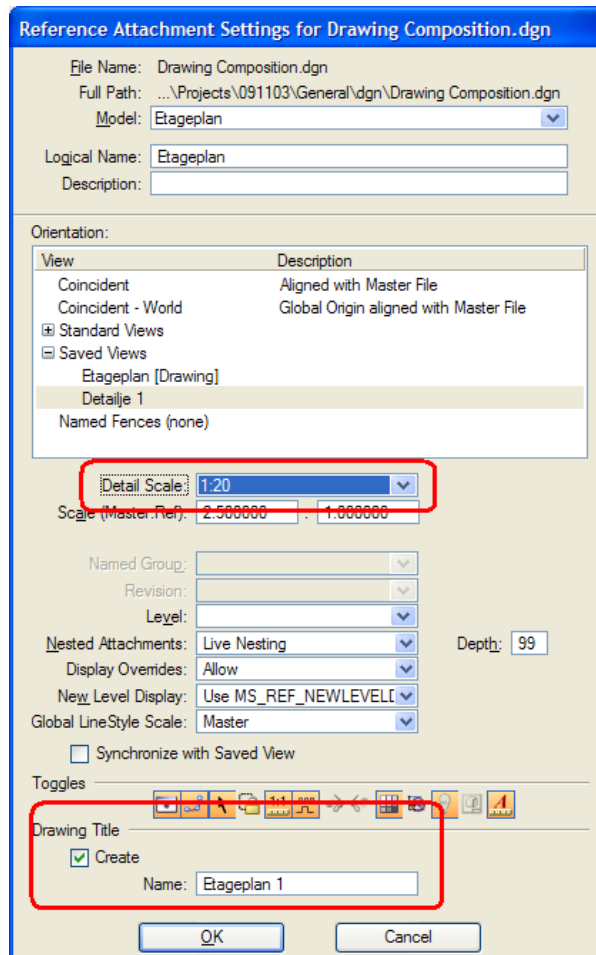 Reference Attachment Settings for Drawing Composition.dgn
File Name: Drawing Composition.dgn
Full Path: ...\Projects\091103\General\dgn\Drawing Composition.dgn
Model: Etageplan
Logical Name: Etageplan
Description:
Orientation:
View Description
Coincident Aligned with Master File
Coincident - World Global Origin aligned with Master File
Standard Views
Saved Views
Etageplan [Drawing]
Detailje 1
Named Fences (none)
Detail Scale: 1:20
Scale (Master:Ref): 2.500000 : 1.000000
Named Group:
Revision:
Level:
Nested Attachments: Live Nesting Depth: 99
Display Overrides: Allow
New Level Display: Use MS_REF_NEWLEVELD
Global LineStyle Scale: Master
Synchronize with Saved View
Toggles
1:1 A
Drawing Title
Create
Name: Etageplan 1
OK Cancel